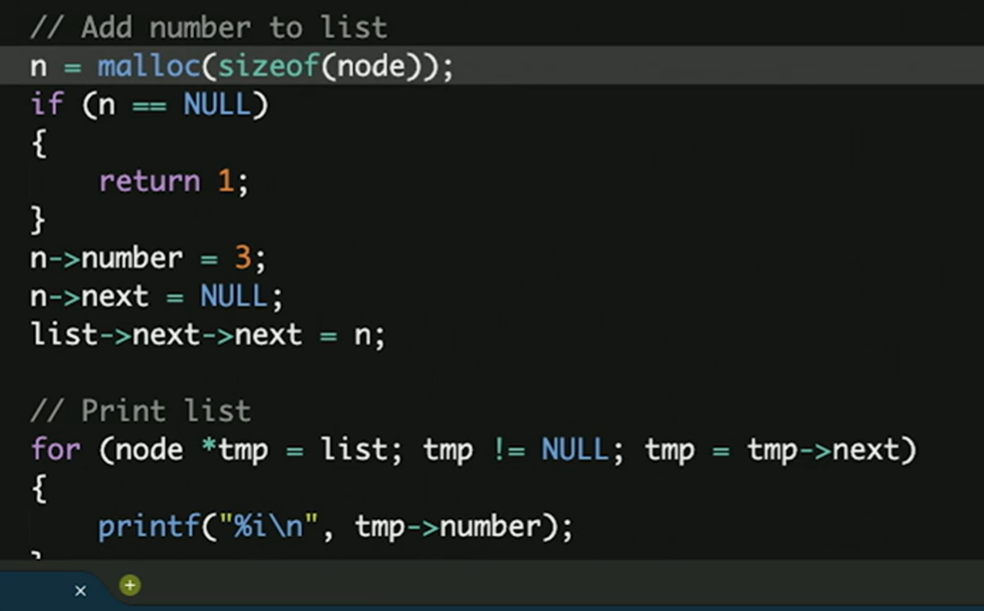 // Add number to list
n = malloc(sizeof(node));
if (n == NULL)
{
    return 1;
}
n->number = 3;
n->next = NULL;
list->next->next = n;

// Print list
for (node *tmp = list; tmp != NULL; tmp = tmp->next)
{
    printf("%i\n", tmp->number);
}